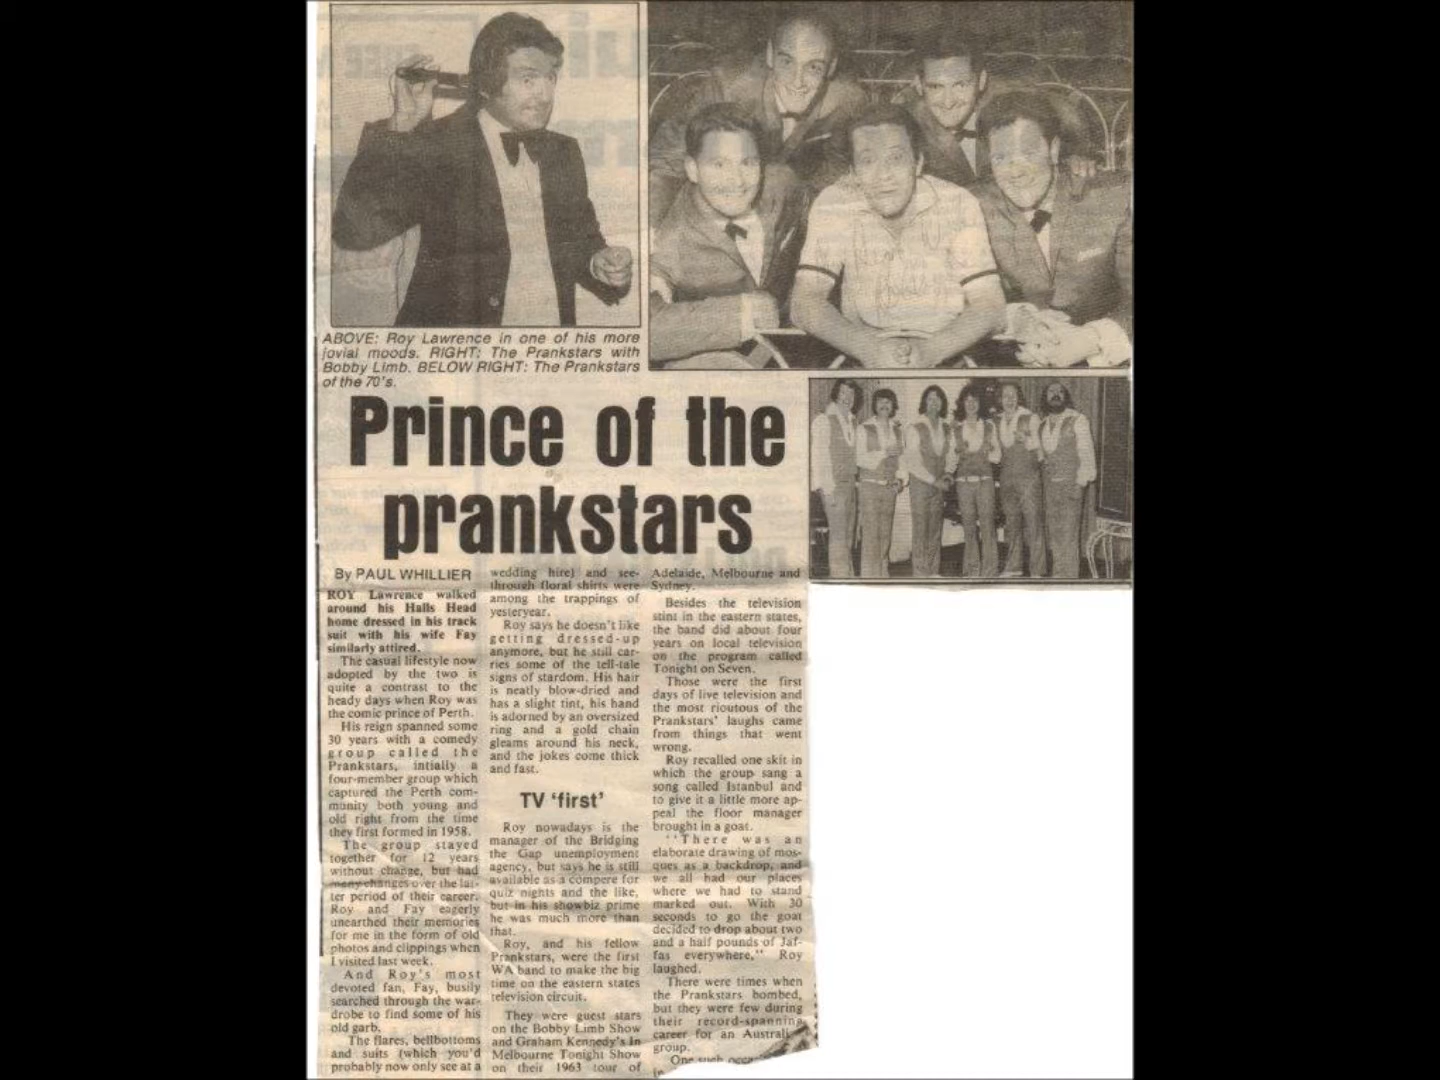 ABOVE: Roy Lawrence in one of his more
jovial moods. RIGHT: The Prankstars with
Bobby Limb. BELOW RIGHT: The Prankstars
of the 70's.
Prince of the
prankstars
By PAUL WHILLIER
ROY Lawrence walked
around his Halls Head
home dressed in his track
suit with his wife Fay
similarly attired.
The casual lifestyle now
adopted by the two is
quite a contrast to the
heady days when Roy was
the comic prince of Perth.
His reign spanned some
30 years with a comedy
group called the
Prankstars, intially a
four-member group which
captured the Perth com-
munity both young and
old right from the time
they first formed in 1958.
The group stayed
together for 12 years
without change, but had
many changes over the lat-
ter period of their career.
Roy and Fay eagerly
unearthed their memories
for me in the form of old
photos and clippings when
I visited last week.
And Roy's most
devoted fan, Fay, busily
searched through the war-
drobe to find some of his
old garb.
The flares, bellbottoms
and suits (which you'd
probably now only see at a
wedding hire) and see-
through floral shirts were
among the trappings of
yesteryear.
Roy says he doesn't like
getting dressed-up
anymore, but he still car-
ries some of the tell-tale
signs of stardom. His hair
is neatly blow-dried and
has a slight tint, his hand
is adorned by an oversized
ring and a gold chain
gleams around his neck,
and the jokes come thick
and fast.
TV 'first'
Roy nowadays is the
manager of the Bridging
the Gap unemployment
agency, but says he is still
available as a compere for
quiz nights and the like,
but in his showbiz prime
he was much more than
that.
Roy, and his fellow
Prankstars, were the first
WA band to make the big
time on the eastern states
television circuit.
They were guest stars
on the Bobby Limb Show
and Graham Kennedy's In
Melbourne Tonight Show
on their 1963 tour of
Adelaide, Melbourne and
Sydney.
Besides the television
stint in the eastern states,
the band did about four
years on local television
on the program called
Tonight on Seven.
Those were the first
days of live television and
the most riotous of the
Prankstars' laughs came
from things that went
wrong.
Roy recalled one skit in
which the group sang a
song called Istanbul and
to give it a little more ap-
peal the floor manager
brought in a goat.
"There was an
elaborate drawing of mos-
ques as a backdrop, and
we all had our places
where we had to stand
marked out. With 30
seconds to go the goat
decided to drop about two
and a half pounds of Jaf-
fas everywhere," Roy
laughed.
There were times when
the Prankstars bombed,
but they were few during
their record-spanning
career for an Australi
group.
One such occa